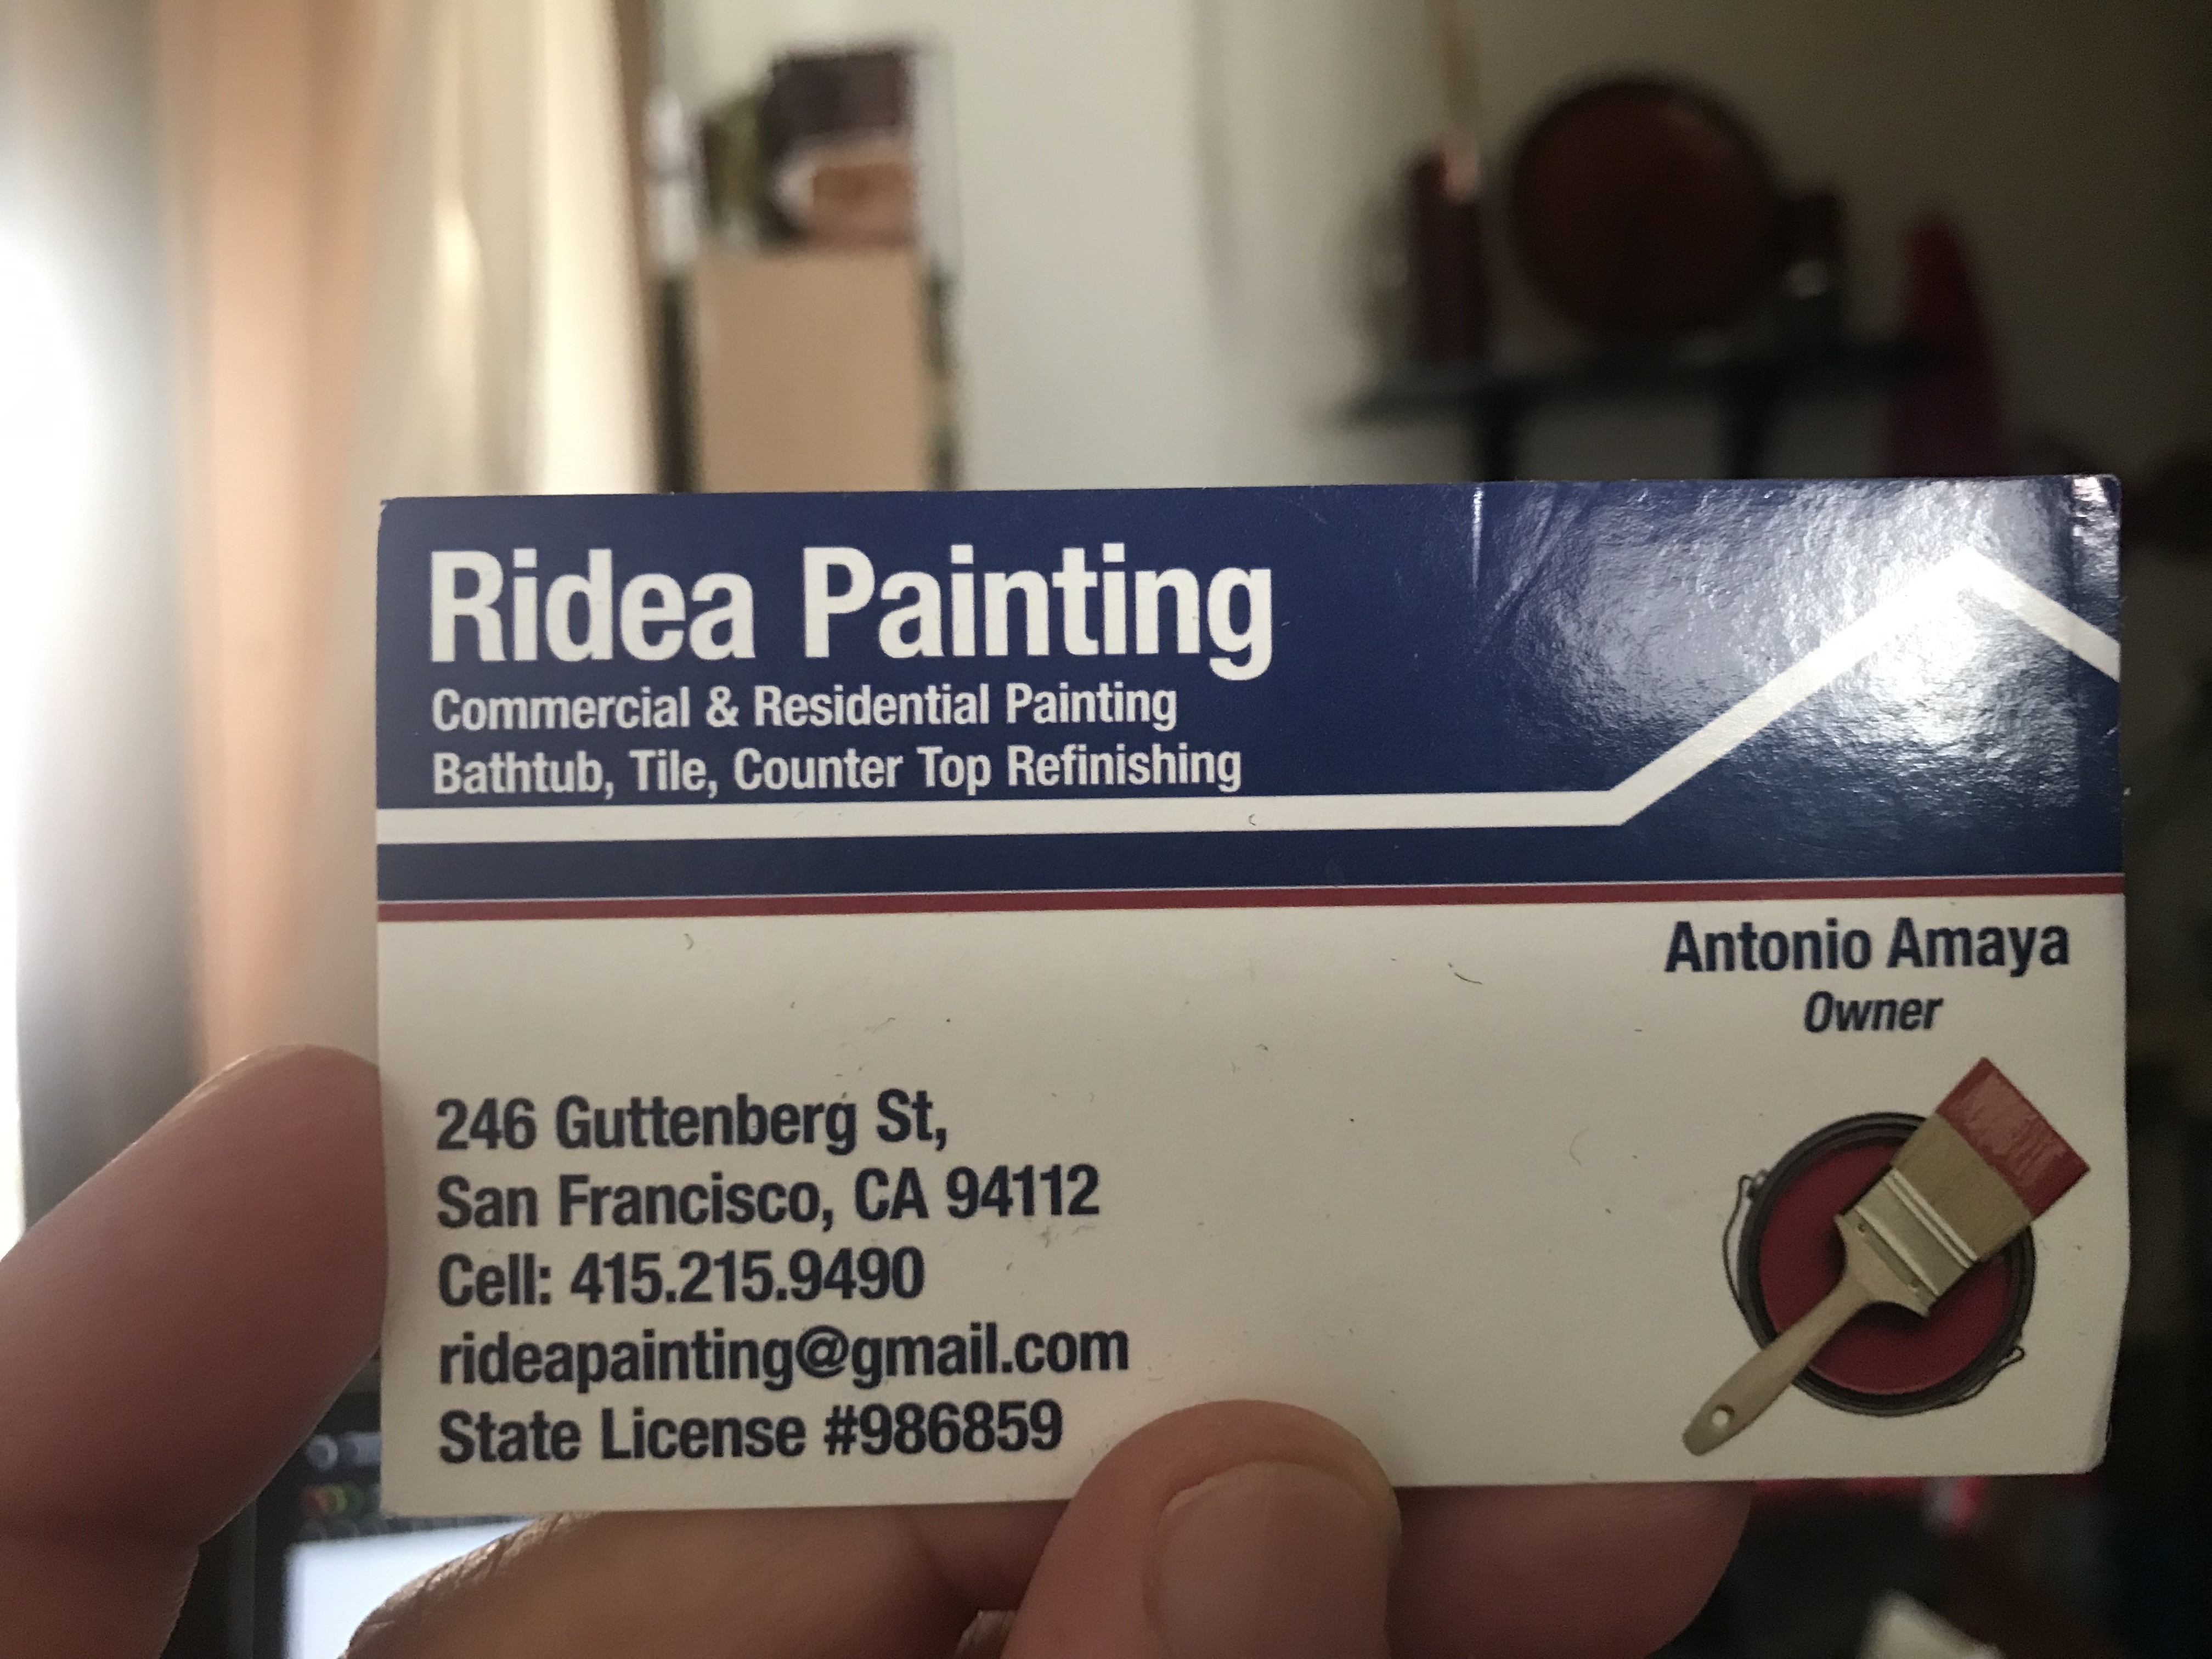 Ridea Painting
Commercial & Residential Painting
Bathtub, Tile, Counter Top Refinishing
Antonio Amaya
Owner
246 Guttenberg St,
San Francisco, CA 94112
Cell: 415.215.9490
rideapainting@gmail.com
State License #986859